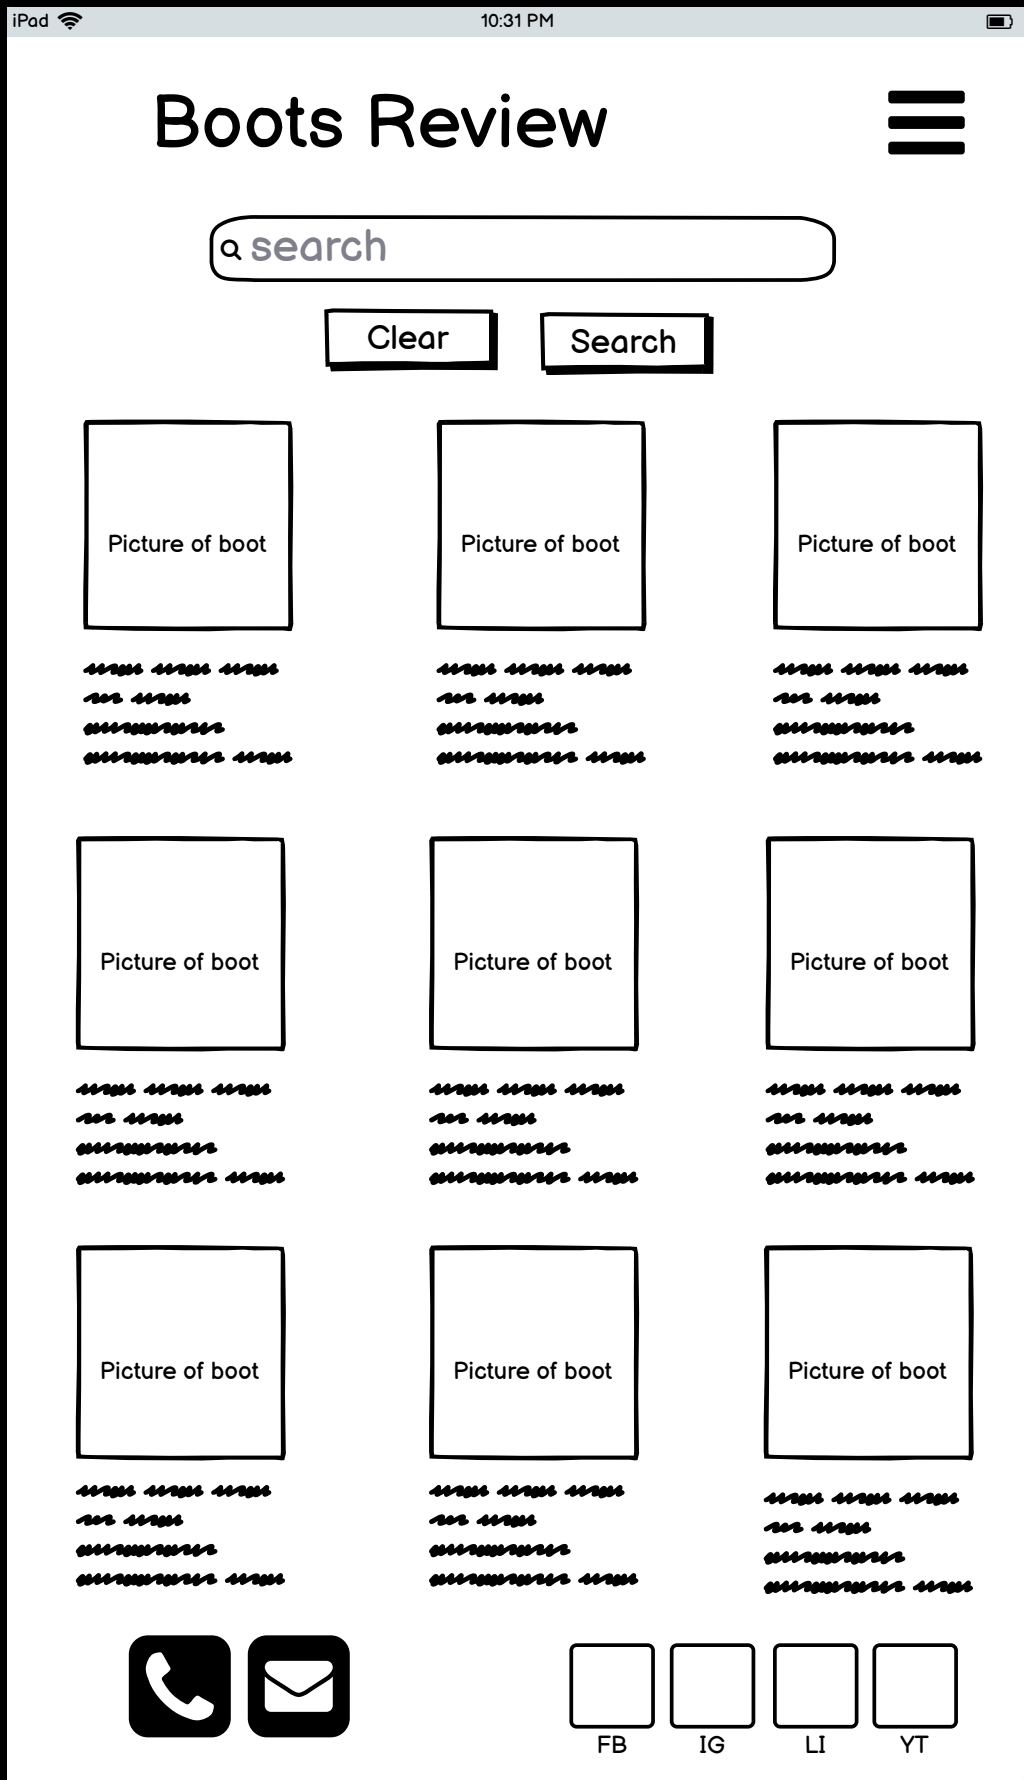 iPad 10:31 PM
Boots Review
search
Clear Search
Picture of boot Picture of boot Picture of boot
Picture of boot Picture of boot Picture of boot
Picture of boot Picture of boot Picture of boot
FB IG LI YT